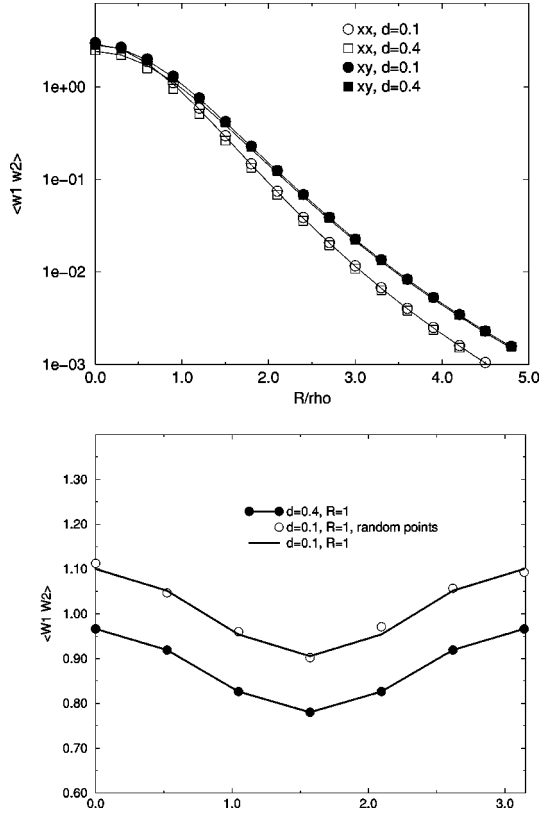 xx, d=0.1
xx, d=0.4
xy, d=0.1
xy, d=0.4
1e+00
1e-01
1e-02
1e-03
<w1 w2>
0.0 1.0 2.0 3.0 4.0 5.0
R/rho
d=0.4, R=1
d=0.1, R=1, random points
d=0.1, R=1
1.30
1.20
1.10
1.00
0.90
0.80
0.70
0.60
<W1 W2>
0.0 1.0 2.0 3.0